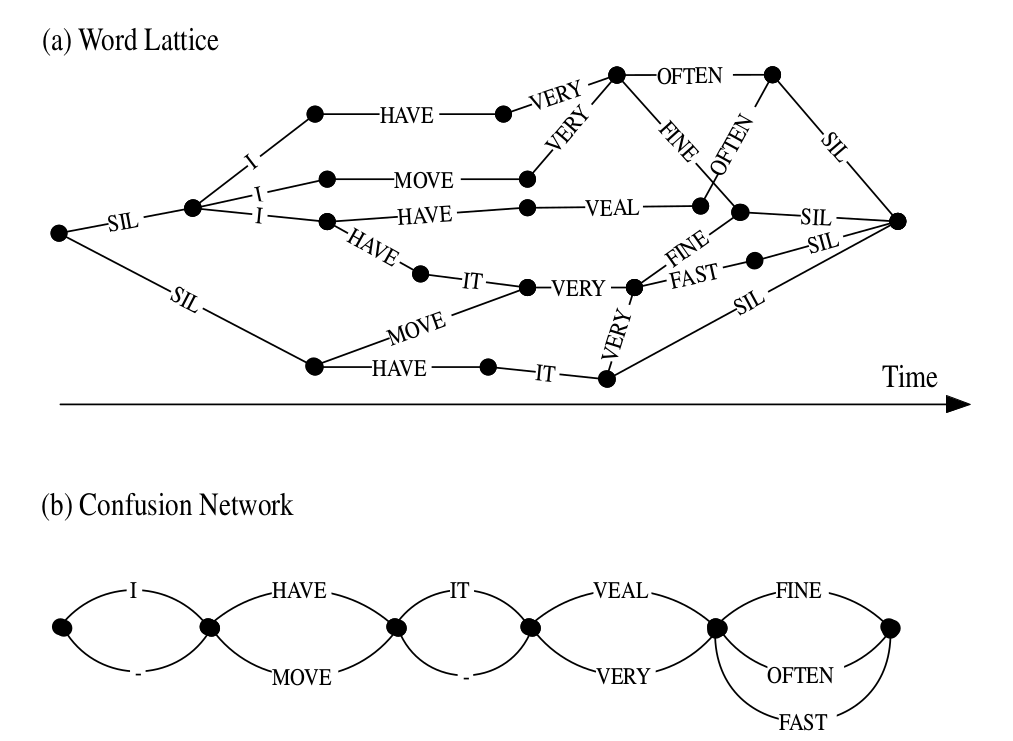 (a) Word Lattice
OFTEN
VERY
HAVE
VERY
I
FINE
OFTEN
SIL
I
MOVE
I
HAVE
VEAL
SIL
SIL
HAVE
FINE
SIL
IT
FAST
SIL
VERY
SIL
MOVE
VERY
HAVE
IT
Time
(b) Confusion Network
I HAVE IT VEAL FINE
- MOVE - VERY OFTEN
FAST